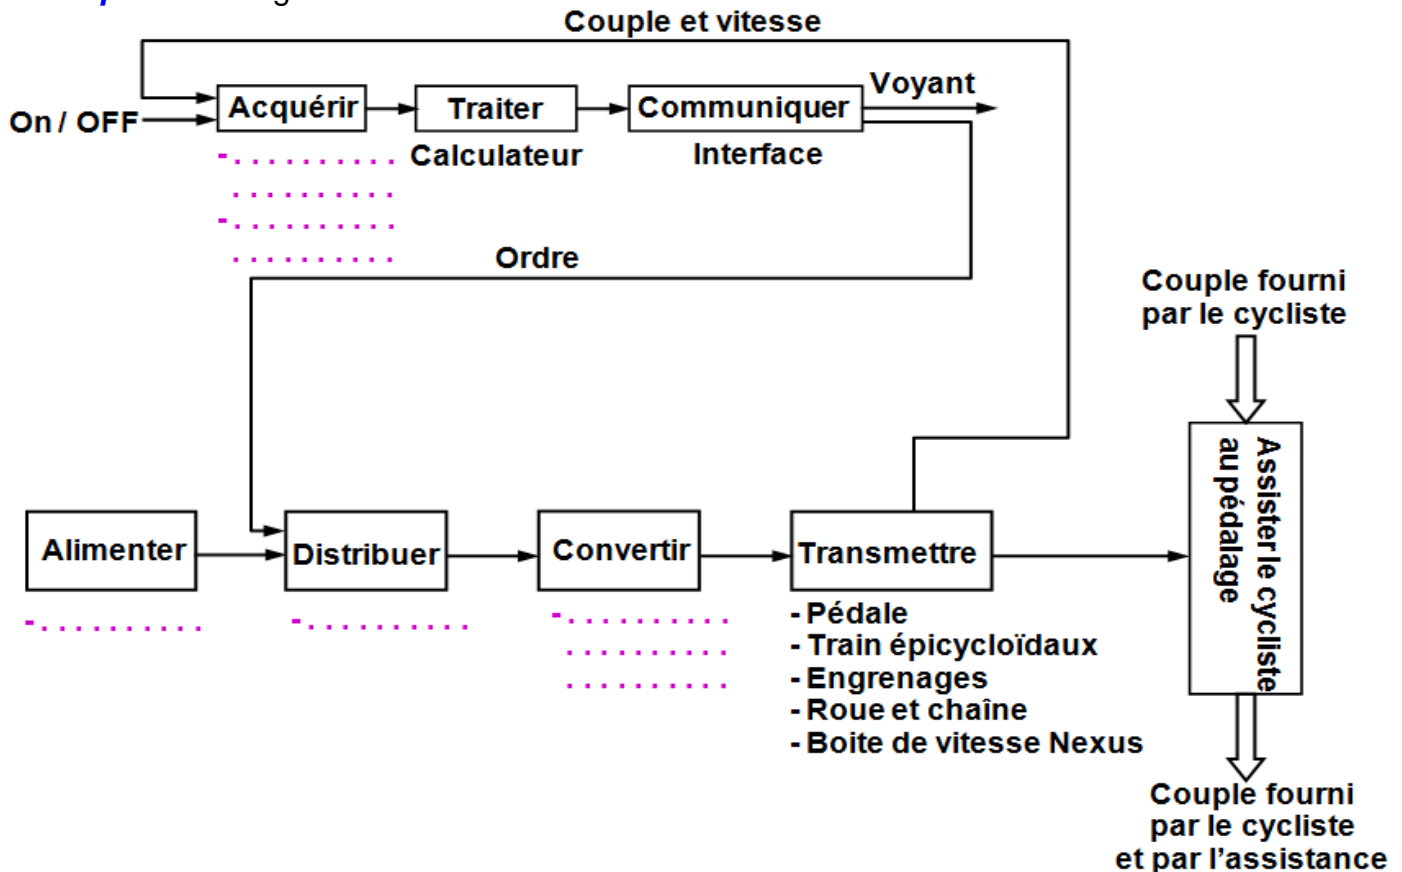 Couple et vitesse
On / OFF
Acquérir
Traiter
Communiquer
Voyant
- . . . . . . . . . .
. . . . . . . . . .
- . . . . . . . . . .
. . . . . . . . . .
Calculateur
Interface
Ordre
Couple fourni
par le cycliste
Assister le cycliste
au pédalage
Alimenter
Distribuer
Convertir
Transmettre
- . . . . . . . . . .
- . . . . . . . . . .
- . . . . . . . . . .
. . . . . . . . . .
. . . . . . . . . .
- Pédale
- Train épicycloïdaux
- Engrenages
- Roue et chaîne
- Boite de vitesse Nexus
Couple fourni
par le cycliste
et par l'assistance